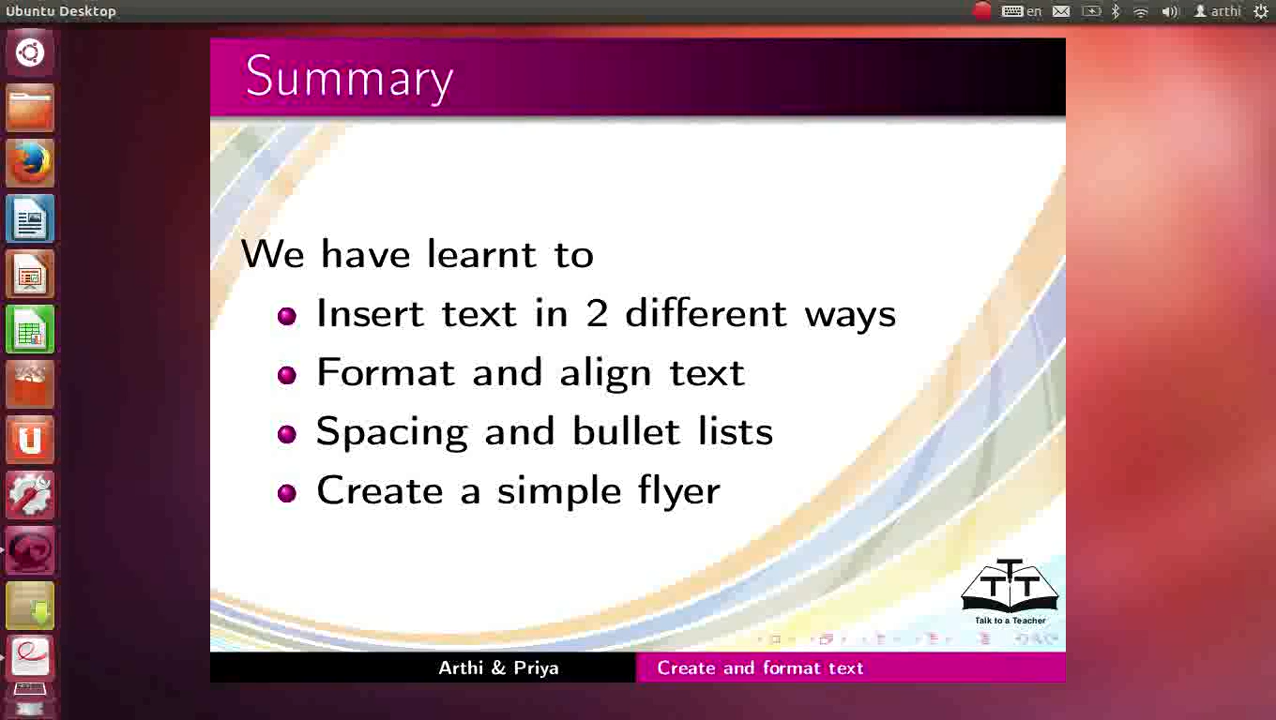 Ubuntu Desktop
en
arthi
Summary
We have learnt to
Insert text in 2 different ways
Format and align text
Spacing and bullet lists
Create a simple flyer
T
T T
Talk to a Teacher
Arthi & Priya
Create and format text